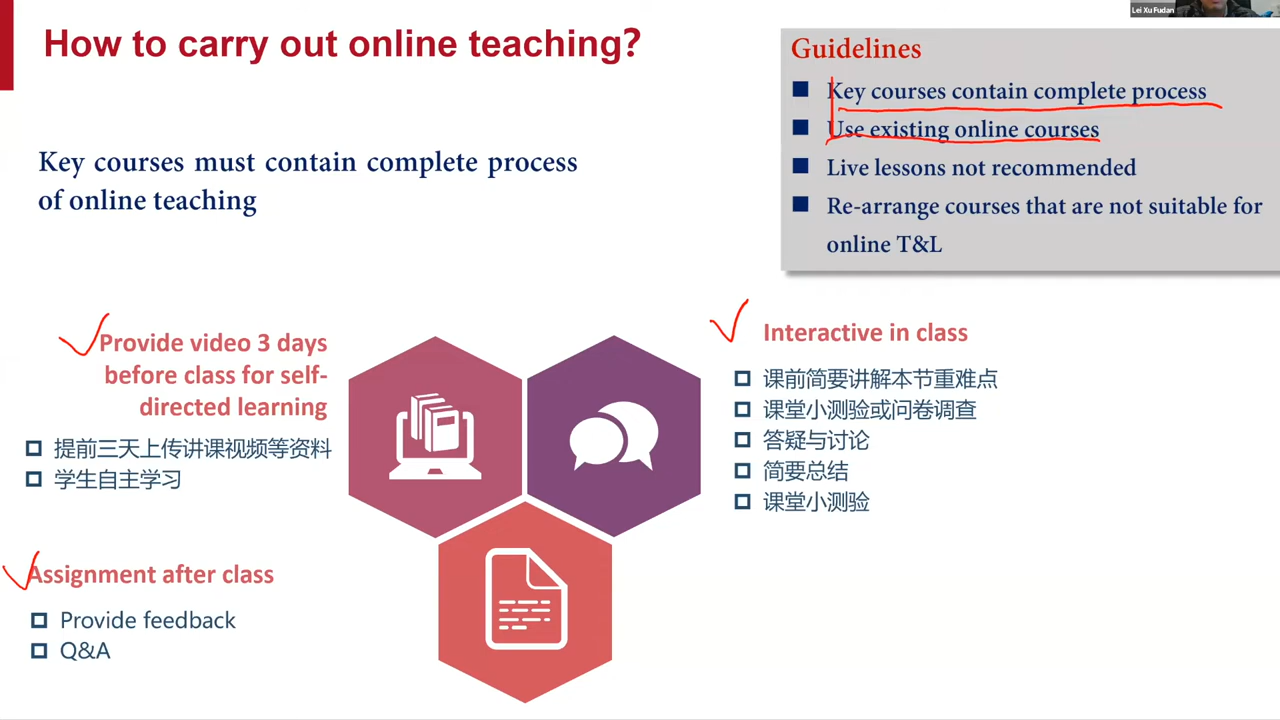 Lei Xu Fudan
How to carry out online teaching?
Guidelines
Key courses contain complete process
Use existing online courses
Live lessons not recommended
Re-arrange courses that are not suitable for
online T&L
Key courses must contain complete process
of online teaching
Provide video 3 days
before class for self-
directed learning
提前三天上传讲课视频等资料
学生自主学习
Interactive in class
课前简要讲解本节重难点
课堂小测验或问卷调查
答疑与讨论
简要总结
课堂小测验
Assignment after class
Provide feedback
Q&A